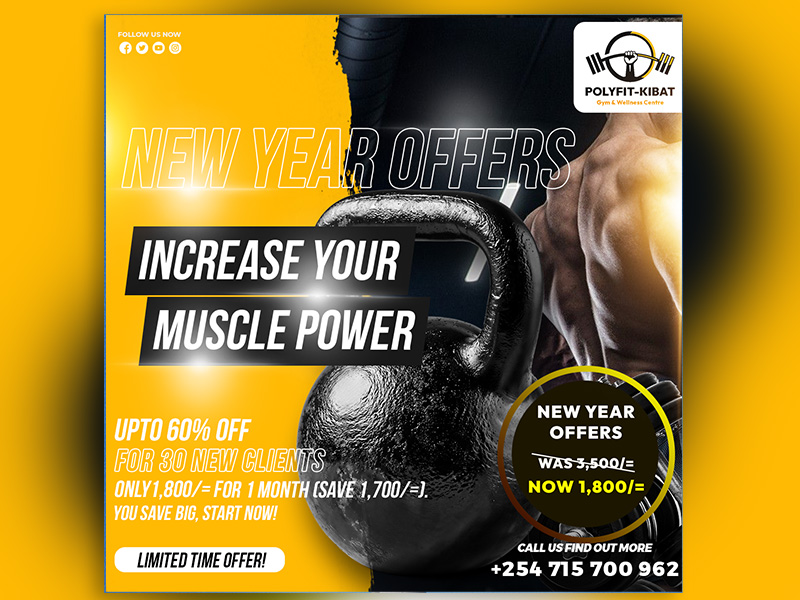 FOLLOW US NOW
POLYFIT-KIBAT
Gym & Wellness Centre
NEW YEAR OFFERS
INCREASE YOUR
MUSCLE POWER
UPTO 60% OFF
FOR 30 NEW CLIENTS
ONLY 1,800/= FOR 1 MONTH (SAVE 1,700/=).
YOU SAVE BIG, START NOW!
LIMITED TIME OFFER!
NEW YEAR
OFFERS
WAS 3,500/=
NOW 1,800/=
CALL US FIND OUT MORE
+254 715 700 962